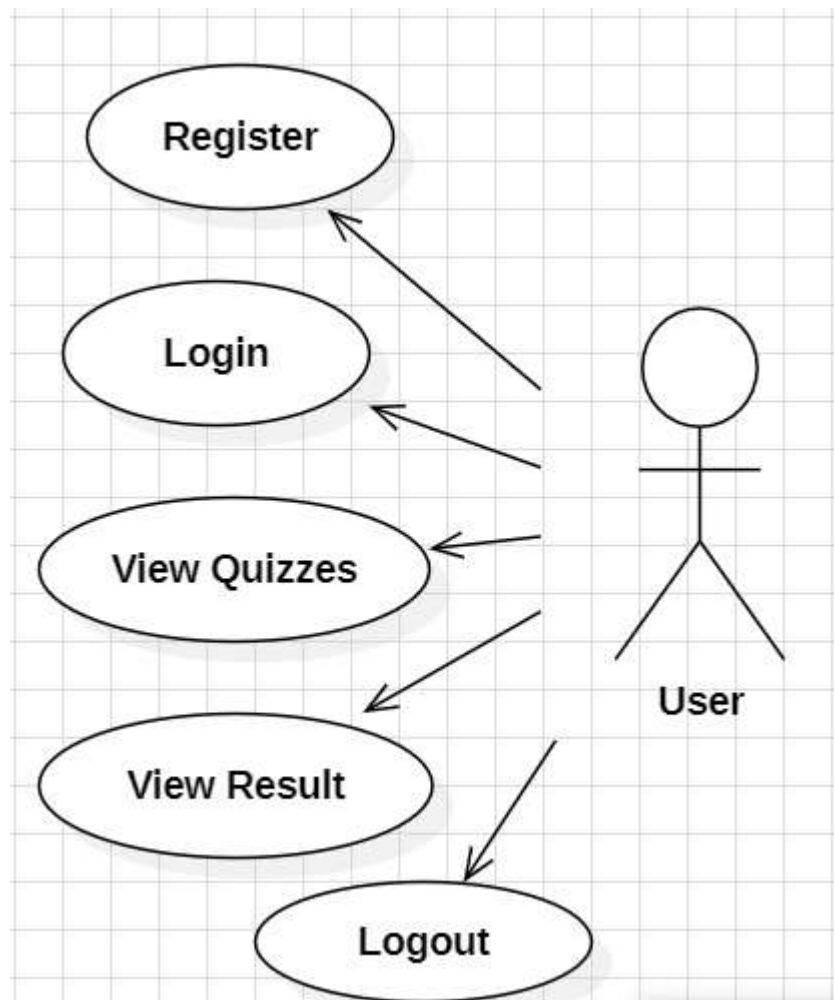 Register
Login
View Quizzes
View Result
User
Logout